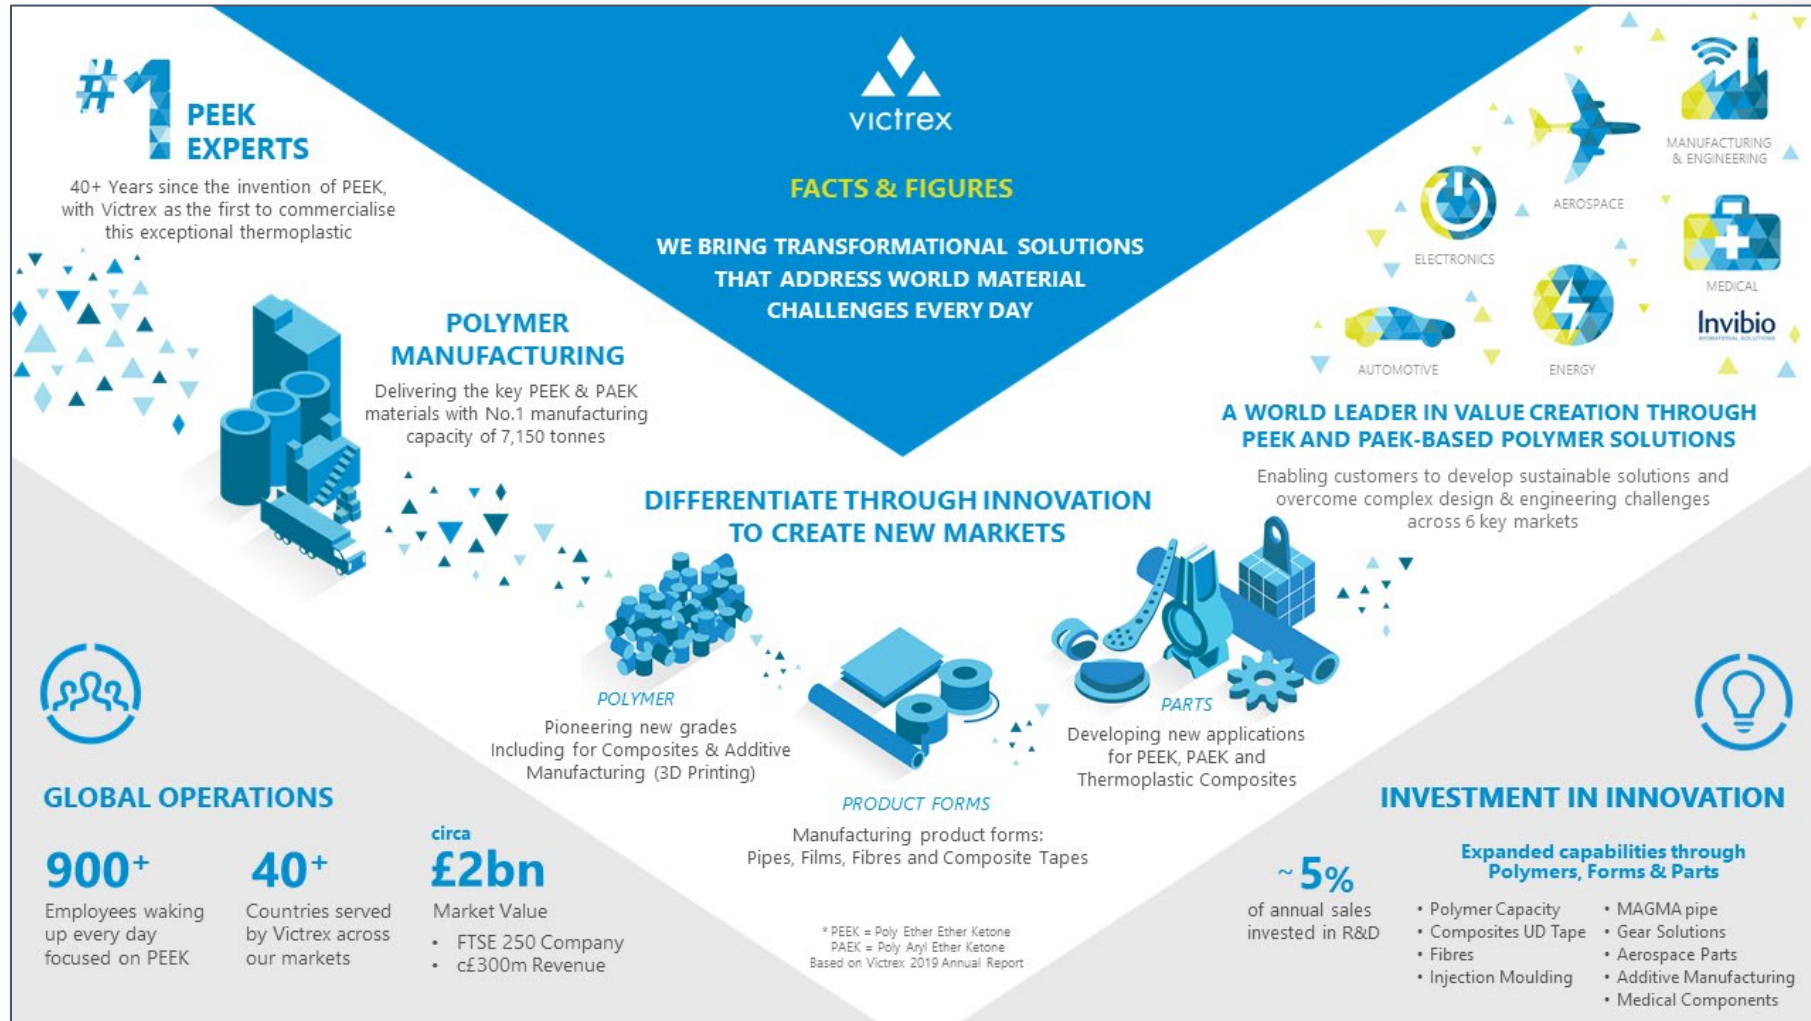 #1
PEEK
EXPERTS
40+ Years since the invention of PEEK,
with Victrex as the first to commercialise
this exceptional thermoplastic
POLYMER
MANUFACTURING
Delivering the key PEEK & PAEK
materials with No.1 manufacturing
capacity of 7,150 tonnes
victrex
FACTS & FIGURES
WE BRING TRANSFORMATIONAL SOLUTIONS
THAT ADDRESS WORLD MATERIAL
CHALLENGES EVERY DAY
MANUFACTURING
& ENGINEERING
AEROSPACE
ELECTRONICS
MEDICAL
Invibio
BIOMATERIAL SOLUTIONS
AUTOMOTIVE
ENERGY
A WORLD LEADER IN VALUE CREATION THROUGH
PEEK AND PAEK-BASED POLYMER SOLUTIONS
Enabling customers to develop sustainable solutions and
overcome complex design & engineering challenges
across 6 key markets
DIFFERENTIATE THROUGH INNOVATION
TO CREATE NEW MARKETS
POLYMER
Pioneering new grades
Including for Composites & Additive
Manufacturing (3D Printing)
PRODUCT FORMS
Manufacturing product forms:
Pipes, Films, Fibres and Composite Tapes
PARTS
Developing new applications
for PEEK, PAEK and
Thermoplastic Composites
GLOBAL OPERATIONS
900+
Employees waking
up every day
focused on PEEK
40+
Countries served
by Victrex across
our markets
circa
£2bn
Market Value
• FTSE 250 Company
• c£300m Revenue
* PEEK = Poly Ether Ether Ketone
PAEK = Poly Aryl Ether Ketone
Based on Victrex 2019 Annual Report
INVESTMENT IN INNOVATION
~ 5%
of annual sales
invested in R&D
Expanded capabilities through
Polymers, Forms & Parts
• Polymer Capacity
• Composites UD Tape
• Fibres
• Injection Moulding
• MAGMA pipe
• Gear Solutions
• Aerospace Parts
• Additive Manufacturing
• Medical Components